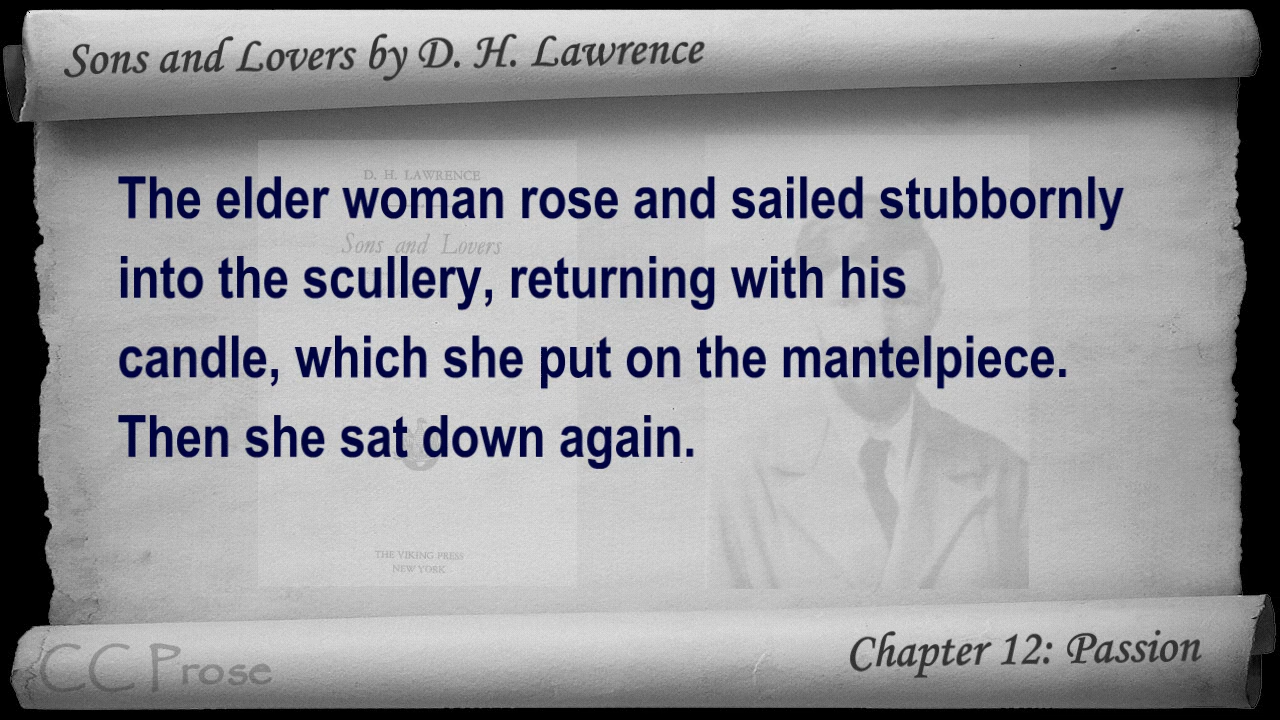 Sons and Lovers by D. H. Lawrence
D. H. LAWRENCE
Sons and Lovers
The elder woman rose and sailed stubbornly
into the scullery, returning with his
candle, which she put on the mantelpiece.
Then she sat down again.
THE VIKING PRESS
NEW YORK
CC Prose
Chapter 12: Passion